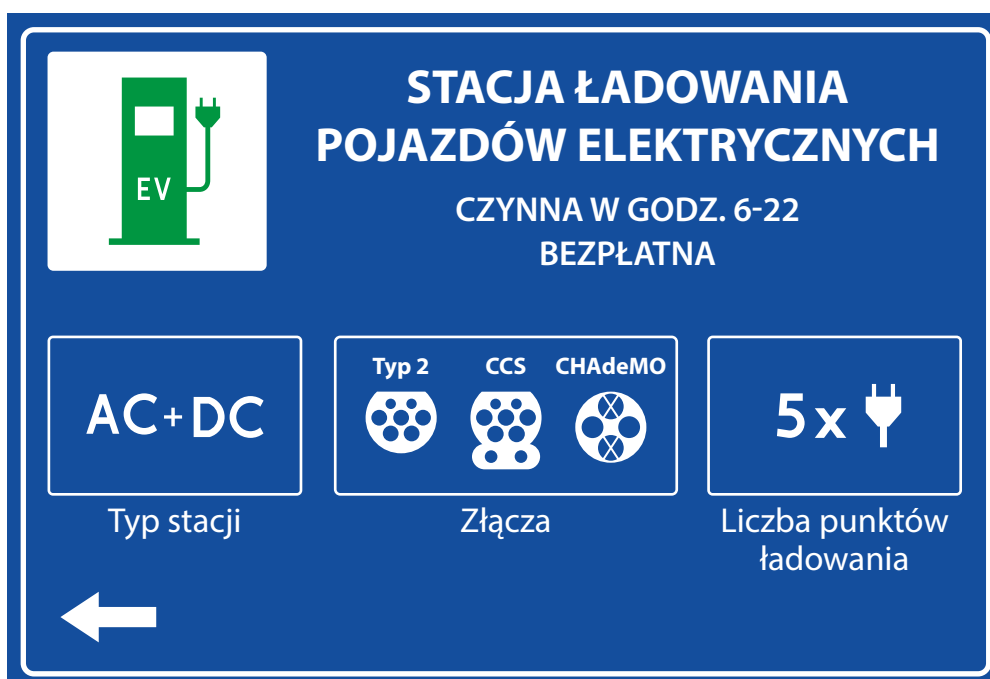 EV
STACJA ŁADOWANIA
POJAZDÓW ELEKTRYCZNYCH
CZYNNA W GODZ. 6-22
BEZPŁATNA
AC+DC
Typ stacji
Typ 2 CCS CHAdeMO
Złącza
5x
Liczba punktów
ładowania